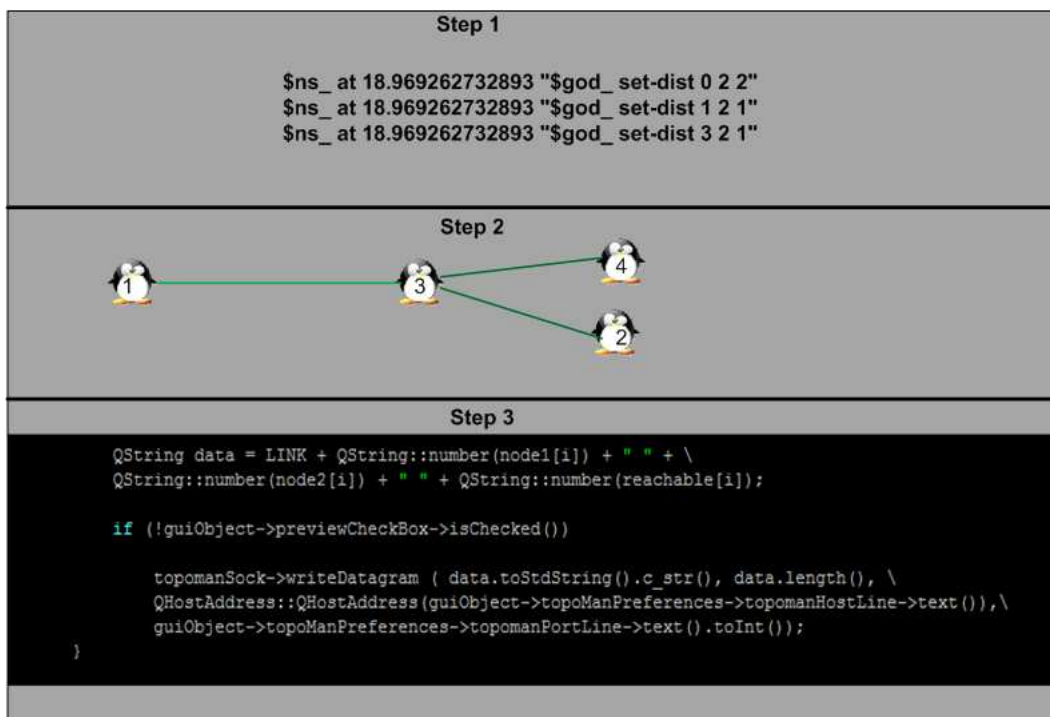 Step 1
$ns_ at 18.969262732893 "$god_ set-dist 0 2 2"
$ns_ at 18.969262732893 "$god_ set-dist 1 2 1"
$ns_ at 18.969262732893 "$god_ set-dist 3 2 1"
Step 2
1
3
4
2
Step 3
QString data = LINK + QString::number(node1[i]) + " " + \
QString::number(node2[i]) + " " + QString::number(reachable[i]);
if (!guiObject->previewCheckBox->isChecked())
topomanSock->writeDatagram ( data.toStdString().c_str(), data.length(), \
QHostAddress::QHostAddress(guiObject->topoManPreferences->topomanHostLine->text()),\
guiObject->topoManPreferences->topomanPortLine->text().toInt());
}